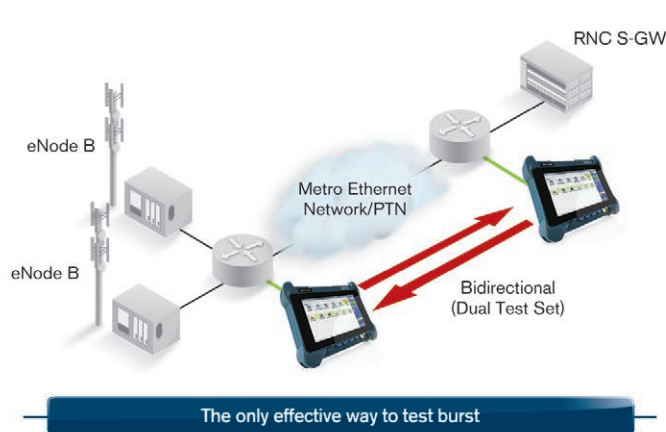 RNC S-GW
eNode B
Metro Ethernet
Network/PTN
eNode B
Bidirectional
(Dual Test Set)
The only effective way to test burst